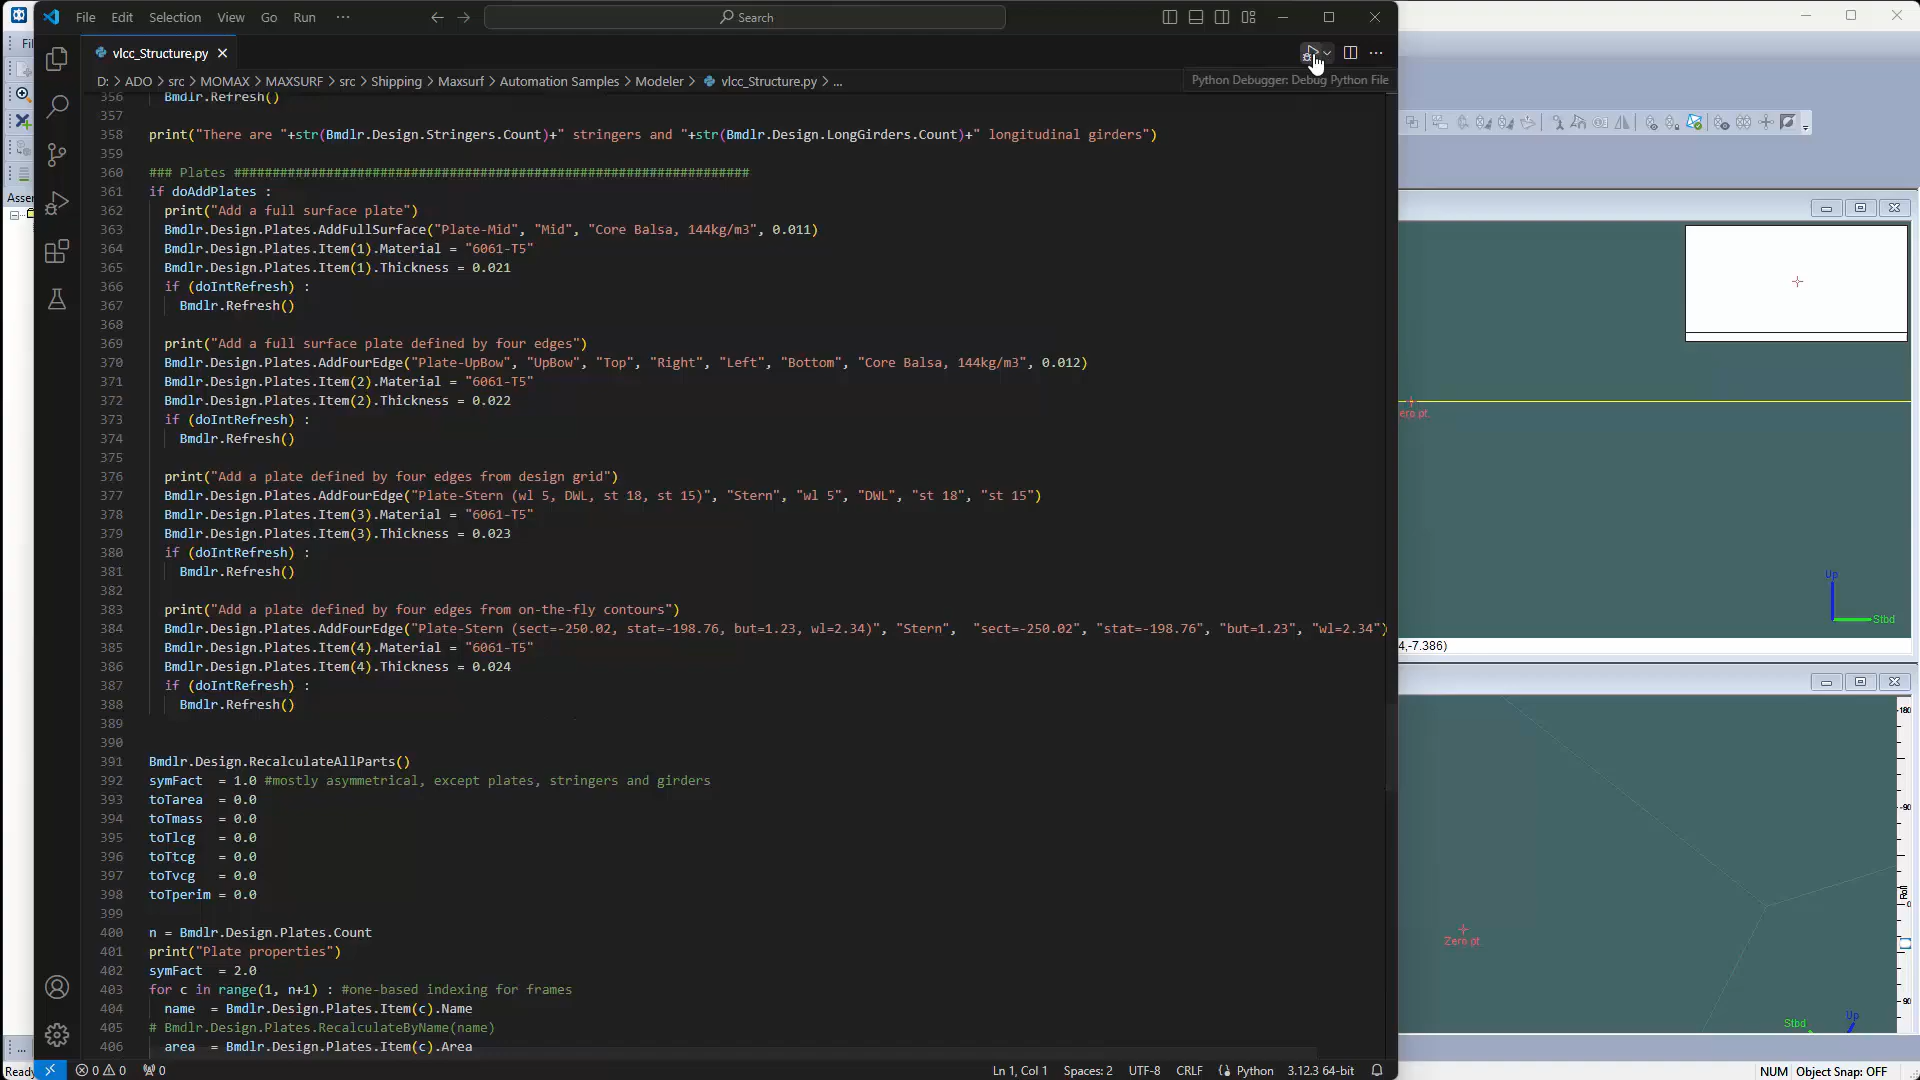 File Edit Selection View Go Run ··· Search
vlcc_Structure.py
D: > ADO > src > MOMAX > MAXSURF > src > Shipping > Maxsurf > Automation Samples > Modeler > vlcc_Structure.py > ...
Python Debugger: Debug Python File
356 Bmdlr.Refresh()
357
358 print("There are "+str(Bmdlr.Design.Stringers.Count)+" stringers and "+str(Bmdlr.Design.LongGirders.Count)+" longitudinal girders")
359
360 ### Plates ###################################################################
361 if doAddPlates :
362 print("Add a full surface plate")
363 Bmdlr.Design.Plates.AddFullSurface("Plate-Mid", "Mid", "Core Balsa, 144kg/m3", 0.011)
364 Bmdlr.Design.Plates.Item(1).Material = "6061-T5"
365 Bmdlr.Design.Plates.Item(1).Thickness = 0.021
366 if (doIntRefresh) :
367 Bmdlr.Refresh()
368
369 print("Add a full surface plate defined by four edges")
370 Bmdlr.Design.Plates.AddFourEdge("Plate-UpBow", "UpBow", "Top", "Right", "Left", "Bottom", "Core Balsa, 144kg/m3", 0.012)
371 Bmdlr.Design.Plates.Item(2).Material = "6061-T5"
372 Bmdlr.Design.Plates.Item(2).Thickness = 0.022
373 if (doIntRefresh) :
374 Bmdlr.Refresh()
375
376 print("Add a plate defined by four edges from design grid")
377 Bmdlr.Design.Plates.AddFourEdge("Plate-Stern (wl 5, DWL, st 18, st 15)", "Stern", "wl 5", "DWL", "st 18", "st 15")
378 Bmdlr.Design.Plates.Item(3).Material = "6061-T5"
379 Bmdlr.Design.Plates.Item(3).Thickness = 0.023
380 if (doIntRefresh) :
381 Bmdlr.Refresh()
382
383 print("Add a plate defined by four edges from on-the-fly contours")
384 Bmdlr.Design.Plates.AddFourEdge("Plate-Stern (sect=-250.02, stat=-198.76, but=1.23, wl=2.34)", "Stern",  "sect=-250.02", "stat=-198.76", "but=1.23", "wl=2.34")
385 Bmdlr.Design.Plates.Item(4).Material = "6061-T5"
386 Bmdlr.Design.Plates.Item(4).Thickness = 0.024
387 if (doIntRefresh) :
388 Bmdlr.Refresh()
389
390
391 Bmdlr.Design.RecalculateAllParts()
392 symFact = 1.0 #mostly asymmetrical, except plates, stringers and girders
393 toTarea = 0.0
394 toTmass = 0.0
395 toTlcg = 0.0
396 toTtcg = 0.0
397 toTvcg = 0.0
398 toTperim = 0.0
399
400 n = Bmdlr.Design.Plates.Count
401 print("Plate properties")
402 symFact = 2.0
403 for c in range(1, n+1) : #one-based indexing for frames
404 name = Bmdlr.Design.Plates.Item(c).Name
405 # Bmdlr.Design.Plates.RecalculateByName(name)
406 area = Bmdlr.Design.Plates.Item(c).Area
0 0 0 Ln 1, Col 1 Spaces: 2 UTF-8 CRLF Python 3.12.3 64-bit
Fil
Asser
Ready
ero pt.
Up
Stbd
4,-7.386)
Zero pt.
Stbd
Up
180
90
Roll
0
90
NUM Object Snap: OFF